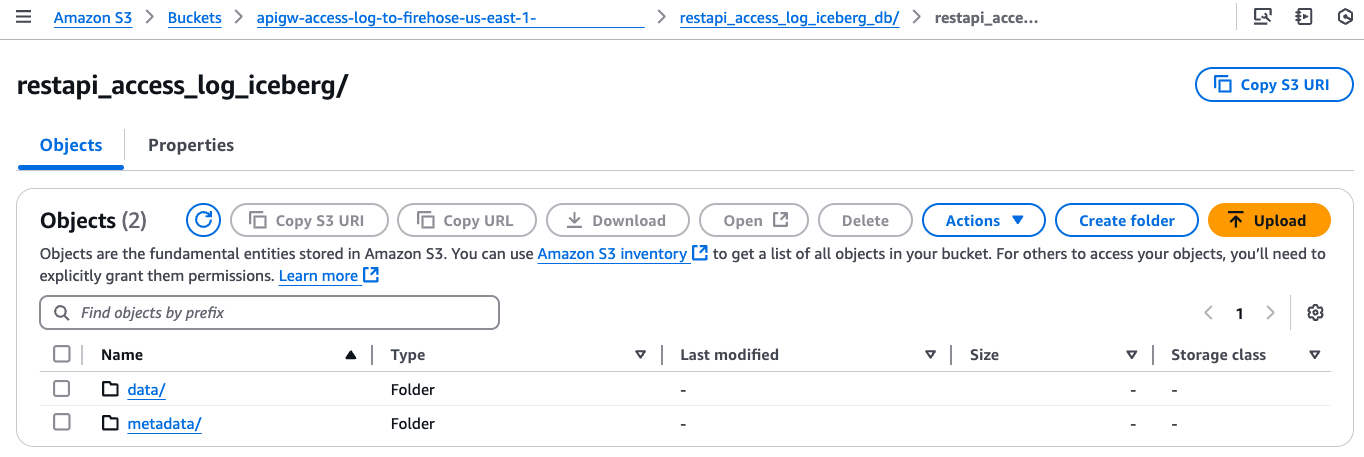 Amazon S3 > Buckets > apigw-access-log-to-firehose-us-east-1- > restapi_access_log_iceberg_db/ > restapi_acce...
restapi_access_log_iceberg/
Copy S3 URI
Objects Properties
Objects (2) Copy S3 URI Copy URL Download Open Delete Actions Create folder Upload
Objects are the fundamental entities stored in Amazon S3. You can use Amazon S3 inventory to get a list of all objects in your bucket. For others to access your objects, you'll need to
explicitly grant them permissions. Learn more
Find objects by prefix
1
Name Type Last modified Size Storage class
data/ Folder - - -
metadata/ Folder - - -